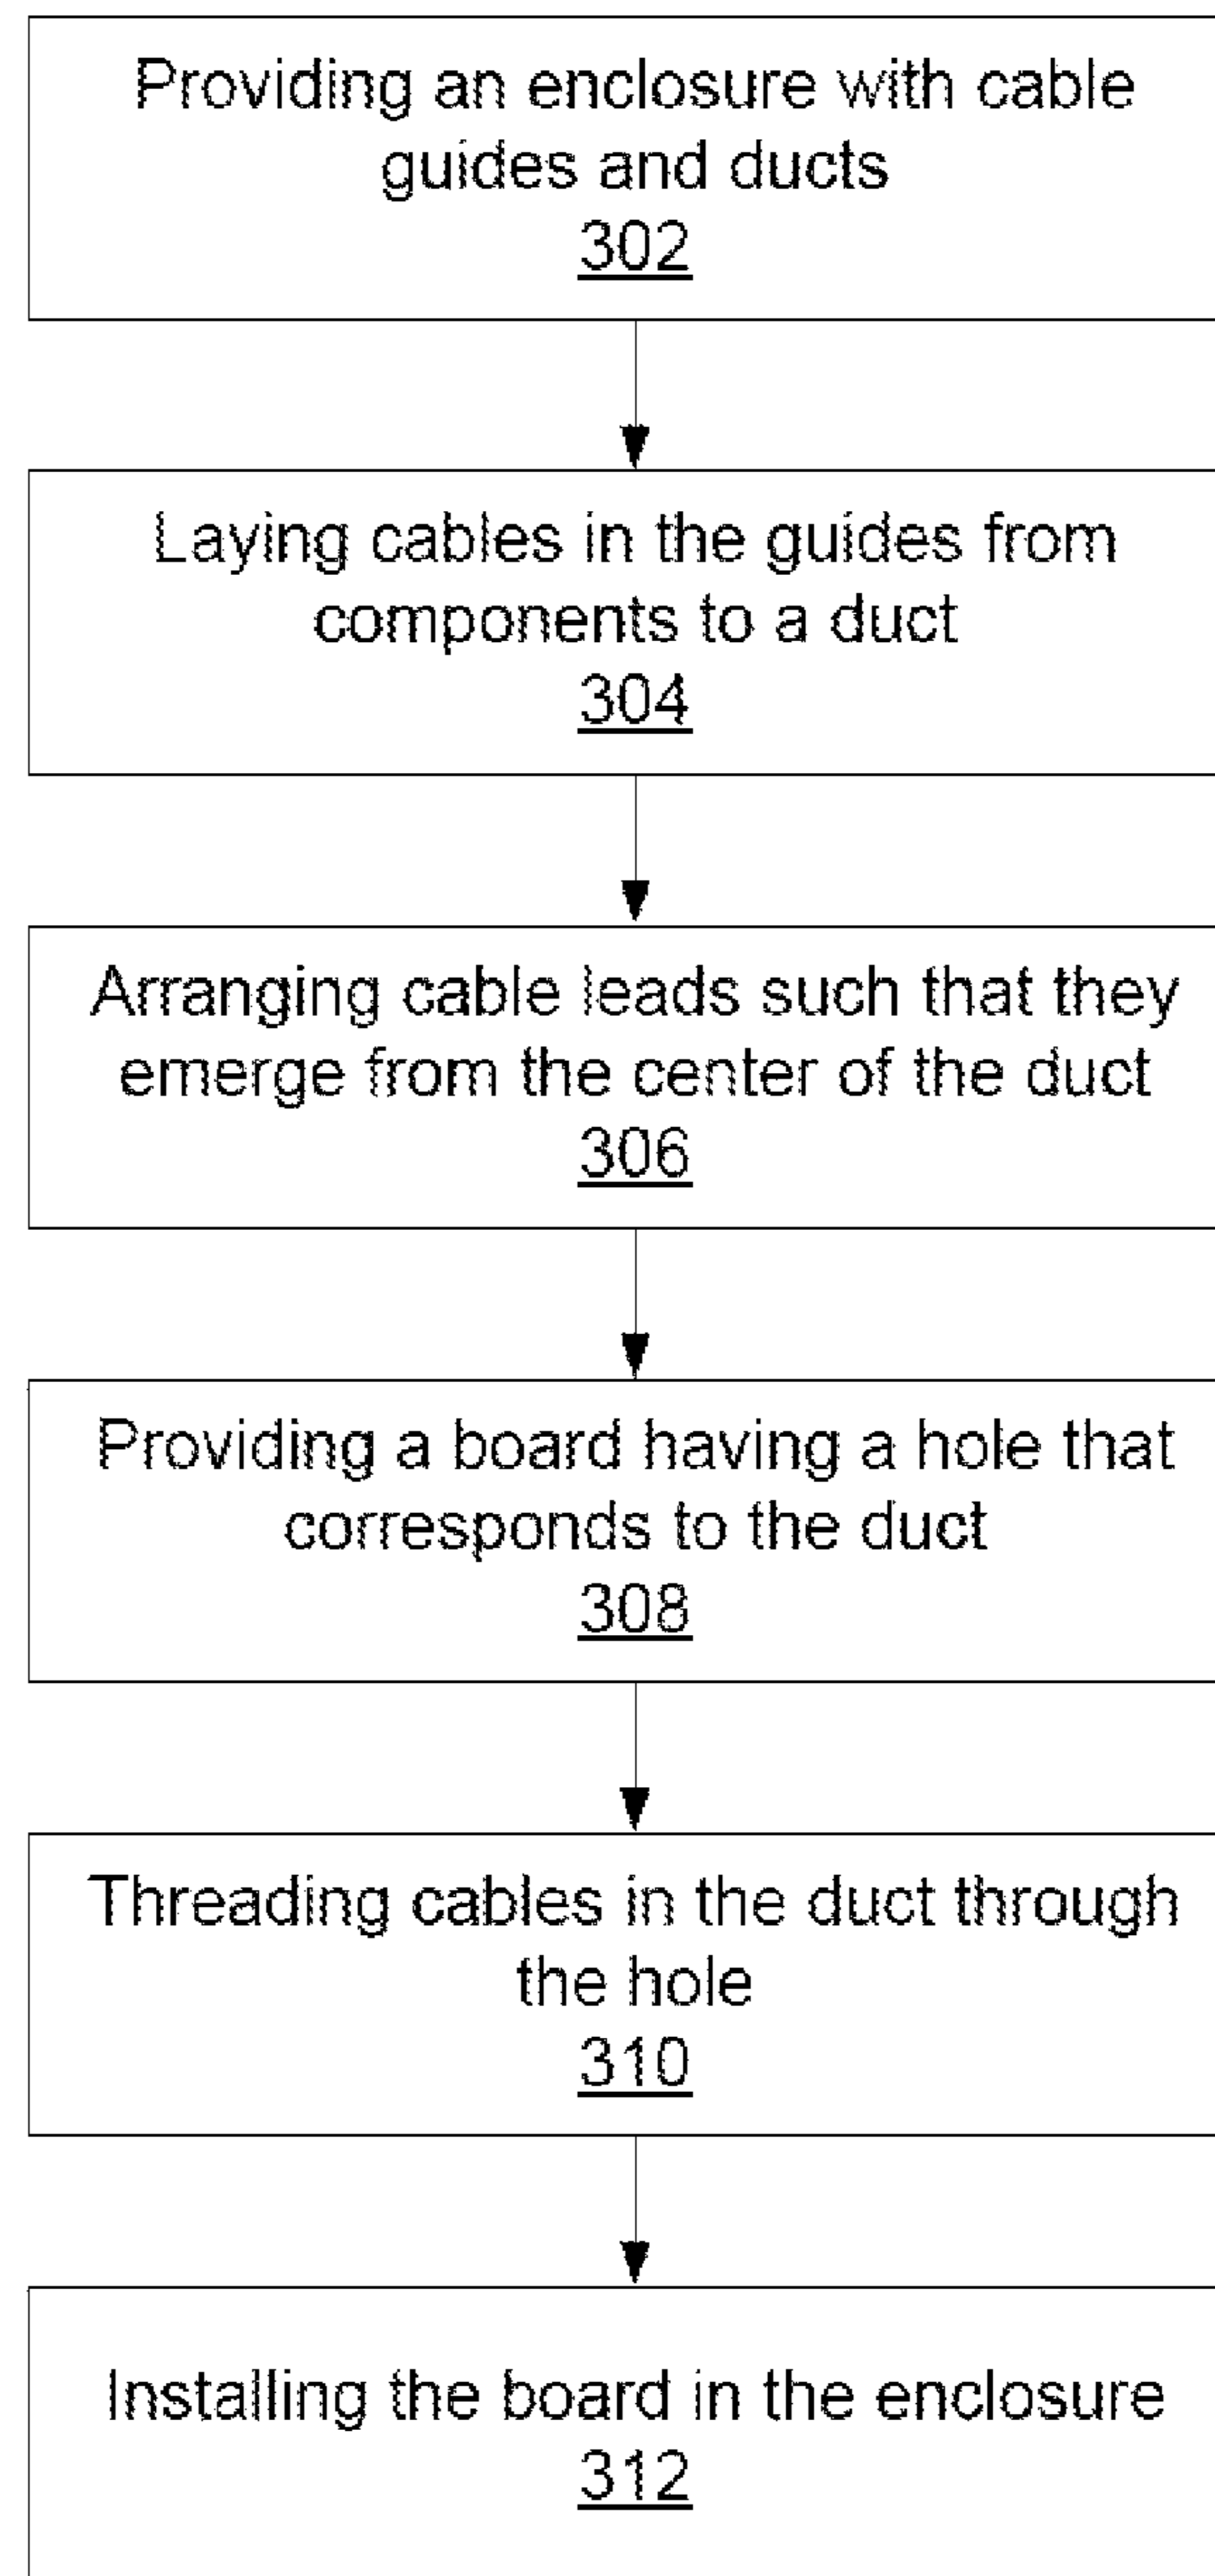 Providing an enclosure with cable
guides and ducts
302
Laying cables in the guides from
components to a duct
304
Arranging cable leads such that they
emerge from the center of the duct
306
Providing a board having a hole that
corresponds to the duct
308
Threading cables in the duct through
the hole
310
Installing the board in the enclosure
312